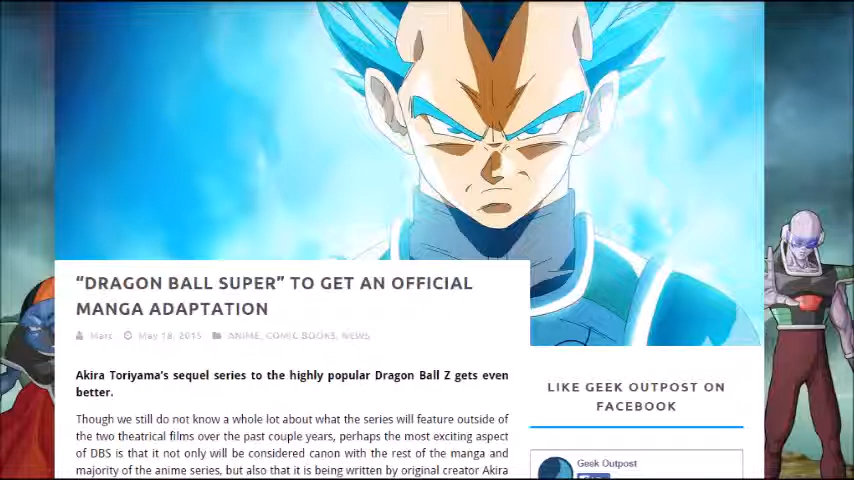 “DRAGON BALL SUPER” TO GET AN OFFICIAL
MANGA ADAPTATION
Marc May 18, 2015 ANIME, COMIC BOOKS, NEWS
Akira Toriyama’s sequel series to the highly popular Dragon Ball Z gets even
better.
Though we still do not know a whole lot about what the series will feature outside of
the two theatrical films over the past couple years, perhaps the most exciting aspect
of DBS is that it not only will be considered canon with the rest of the manga and
majority of the anime series, but also that it is being written by original creator Akira
LIKE GEEK OUTPOST ON
FACEBOOK
Geek Outpost